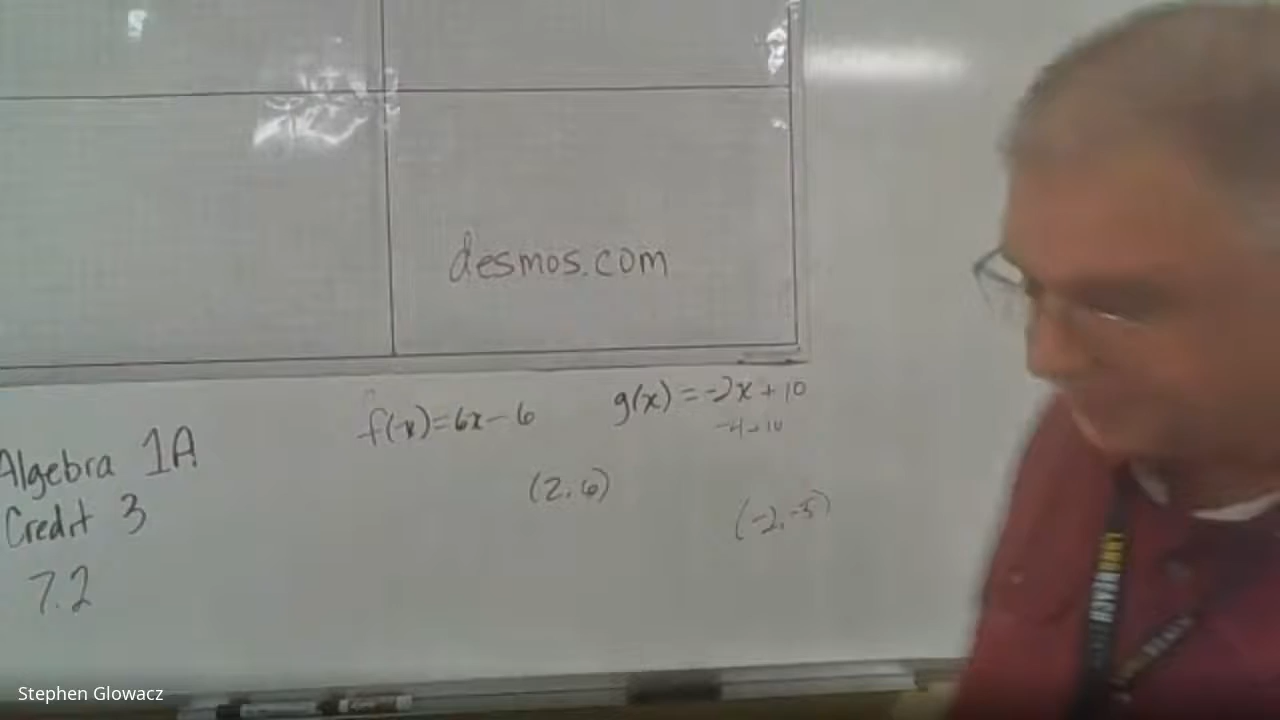 desmos.com
f(x)=6x-6
g(x)=-2x+10
-4+10
Algebra 1A
(2,6)
Credit 3
(-2,-5)
7.2
Stephen Glowacz